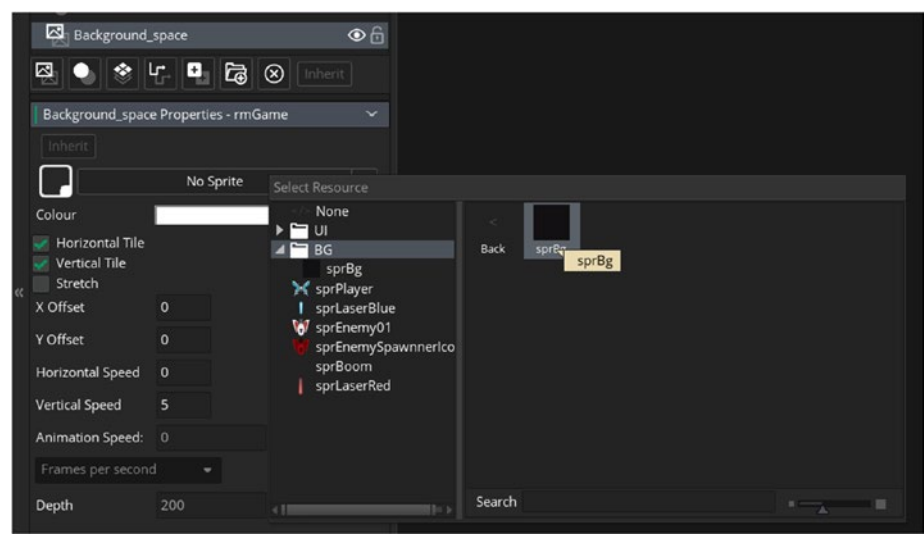 Background_space
Inherit
Background_space Properties - rmGame
Inherit
No Sprite
Colour
Horizontal Tile
Vertical Tile
Stretch
X Offset 0
Y Offset 0
Horizontal Speed 0
Vertical Speed 5
Animation Speed: 0
Frames per second
Depth 200
Select Resource
None
UI
BG
sprBg
sprPlayer
sprLaserBlue
sprEnemy01
sprEnemySpawnnerIco
sprBoom
sprLaserRed
<
Back
sprBg
sprBg
Search